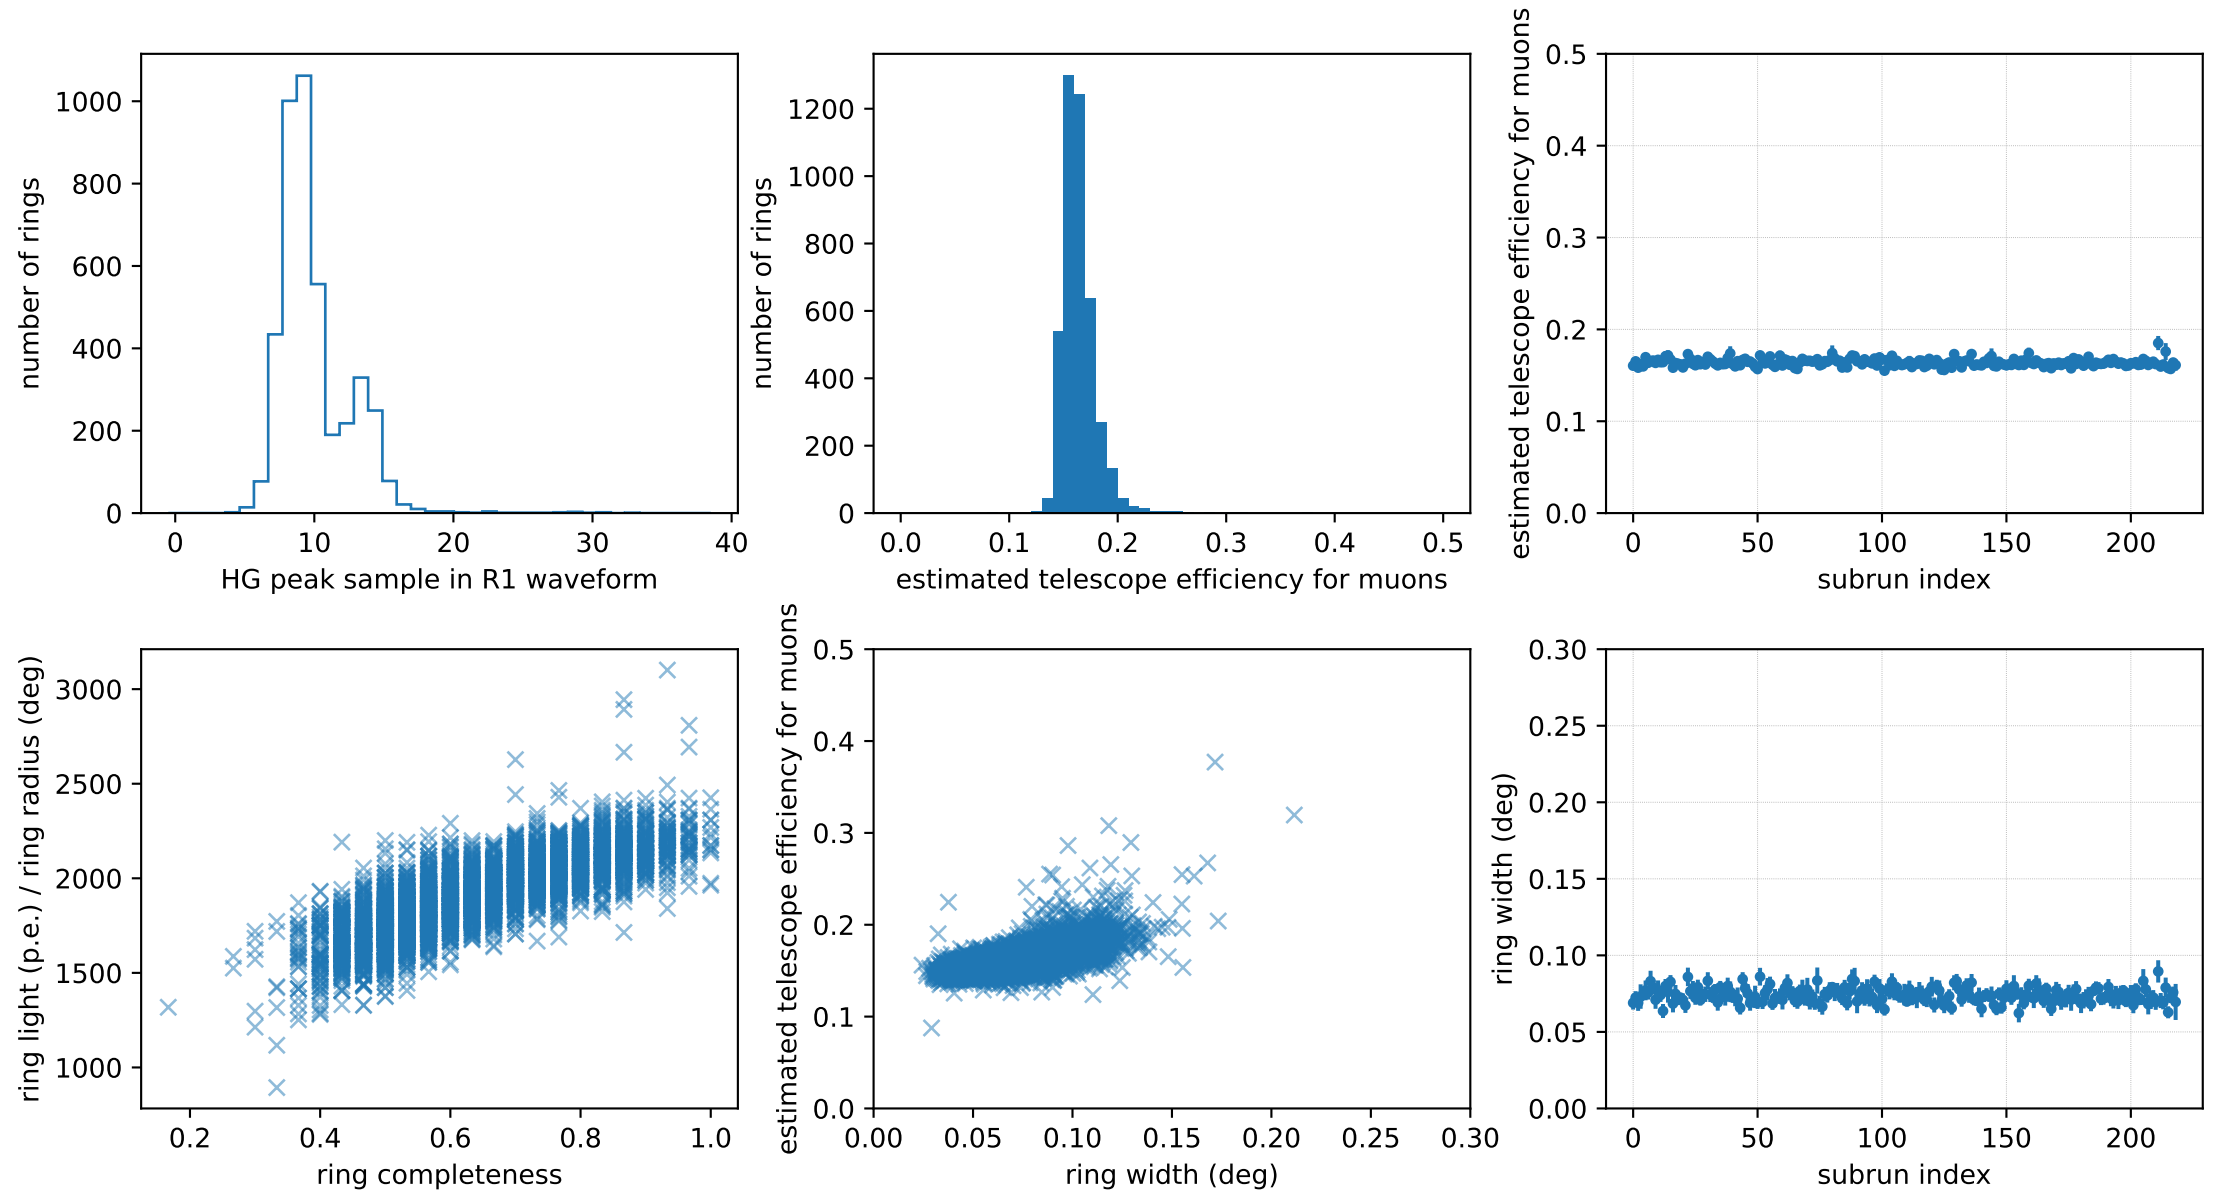 number of rings
1000
800
600
400
200
0
0 10 20 30 40
HG peak sample in R1 waveform
number of rings
1200
1000
800
600
400
200
0
0.0 0.1 0.2 0.3 0.4 0.5
estimated telescope efficiency for muons
estimated telescope efficiency for muons
0.5
0.4
0.3
0.2
0.1
0.0
0 50 100 150 200
subrun index
ring light (p.e.) / ring radius (deg)
3000
2500
2000
1500
1000
0.2 0.4 0.6 0.8 1.0
ring completeness
estimated telescope efficiency for muons
0.5
0.4
0.3
0.2
0.1
0.0
0.00 0.05 0.10 0.15 0.20 0.25 0.30
ring width (deg)
ring width (deg)
0.30
0.25
0.20
0.15
0.10
0.05
0.00
0 50 100 150 200
subrun index